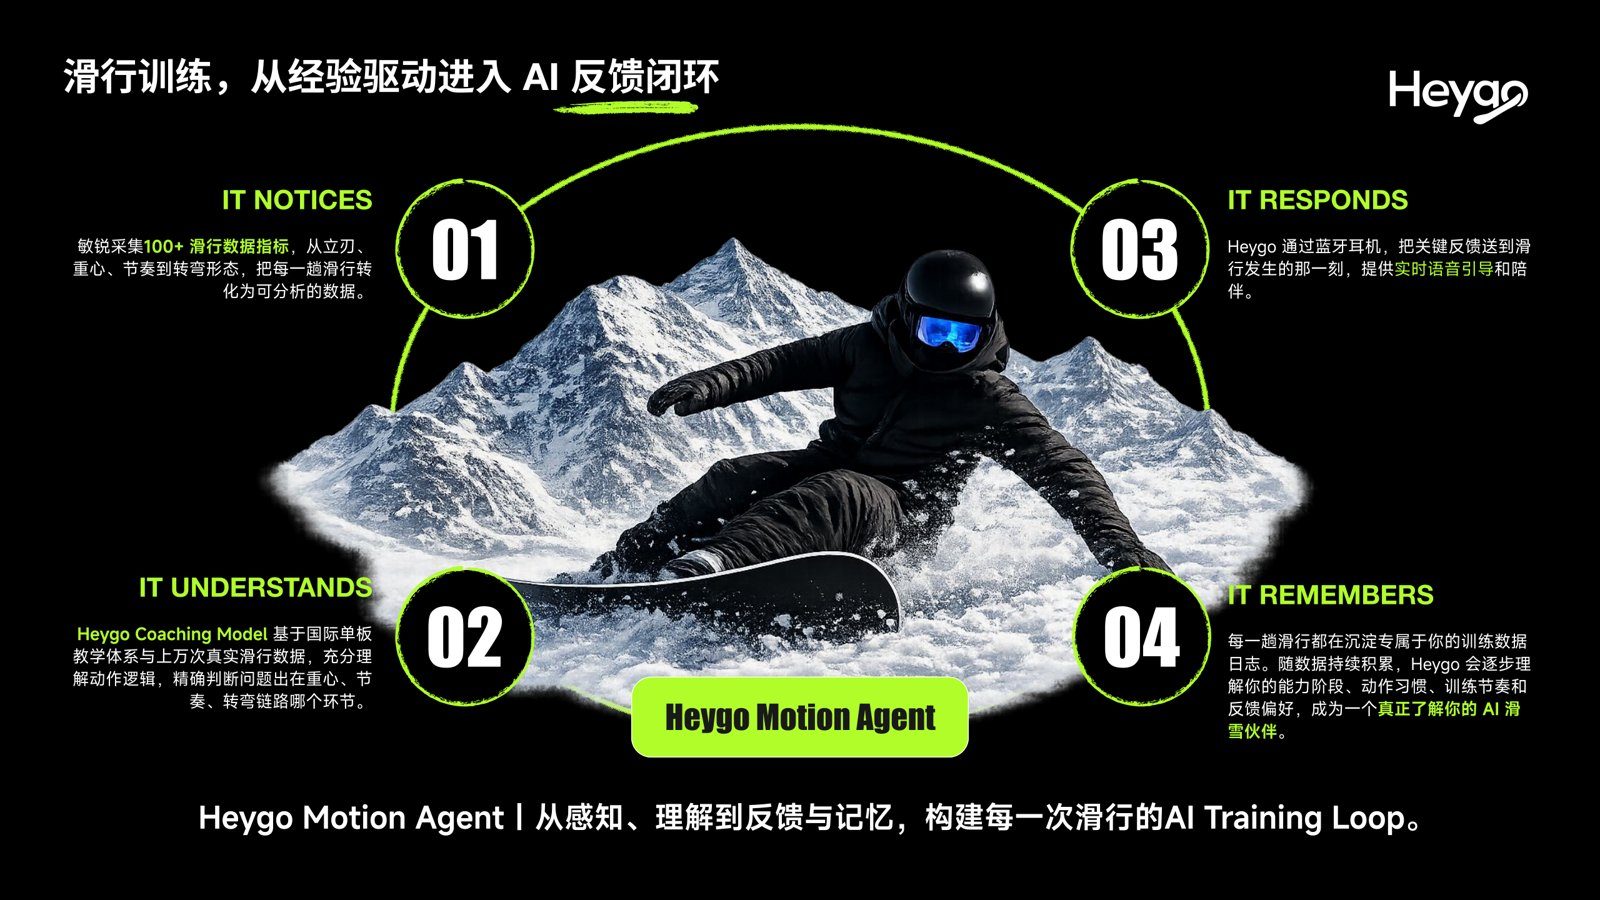 滑行训练，从经验驱动进入 AI 反馈闭环
Heygo
IT NOTICES
敏锐采集100+ 滑行数据指标，从立刃、
重心、节奏到转弯形态，把每一趟滑行转
化为可分析的数据。
01
IT UNDERSTANDS
Heygo Coaching Model 基于国际单板
教学体系与上万次真实滑行数据，充分理
解动作逻辑，精确判断问题出在重心、节
奏、转弯链路哪个环节。
02
03
IT RESPONDS
Heygo 通过蓝牙耳机，把关键反馈送到滑
行发生的那一刻，提供实时语音引导和陪
伴。
04
IT REMEMBERS
每一趟滑行都在沉淀专属于你的训练数据
日志。随数据持续积累，Heygo 会逐步理
解你的能力阶段、动作习惯、训练节奏和
反馈偏好，成为一个真正了解你的 AI 滑
雪伙伴。
Heygo Motion Agent
Heygo Motion Agent丨从感知、理解到反馈与记忆，构建每一次滑行的AI Training Loop。